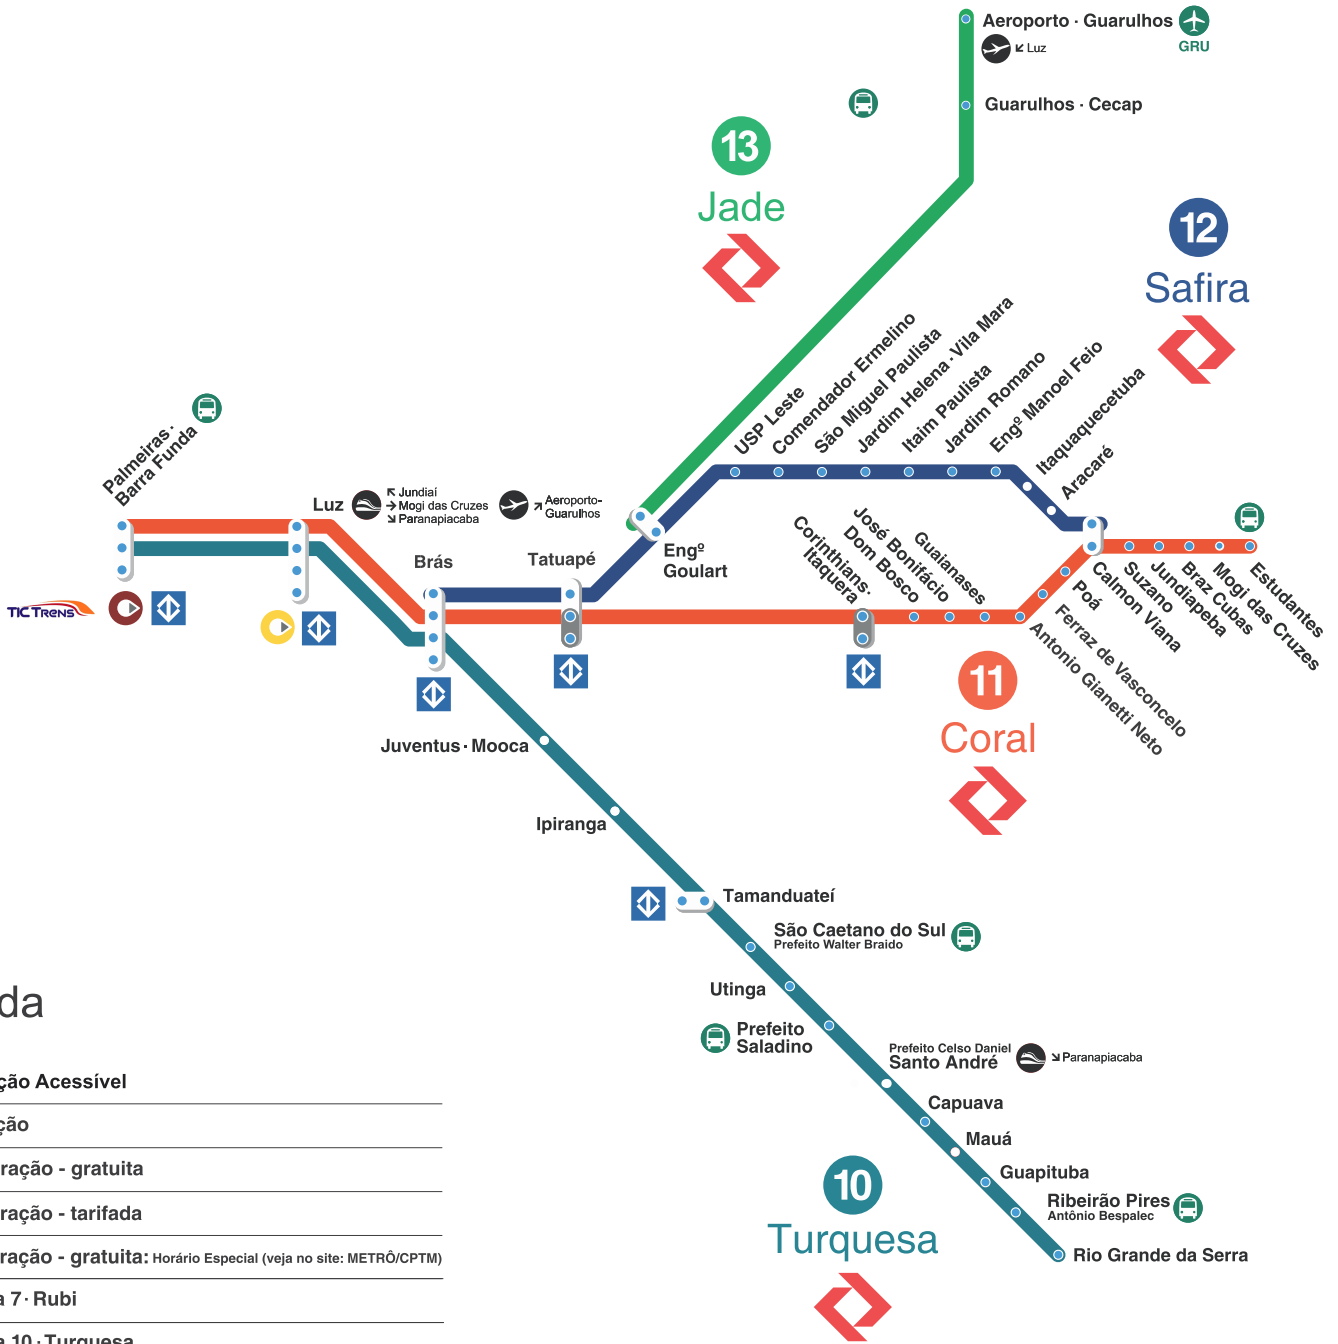 Aeroporto · Guarulhos
GRU
Luz
Guarulhos · Cecap
13
Jade
12
Safira
USP Leste
Comendador Ermelino
São Miguel Paulista
Jardim Helena · Vila Mara
Itaim Paulista
Jardim Romano
Engº Manoel Feio
Itaquaquecetuba
Aracaré
Palmeiras ·
Barra Funda
Luz
Jundiaí
Mogi das Cruzes
Paranapiacaba
Aeroporto-
Guarulhos
Brás
Tatuapé
Engº
Goulart
Corinthians ·
Itaquera
Dom Bosco
José Bonifácio
Guaianases
Antonio Gianetti Neto
Ferraz de Vasconcelo
Poá
Calmon Viana
Suzano
Jundiapeba
Braz Cubas
Mogi das Cruzes
Estudantes
TIC TRENS
11
Coral
Juventus · Mooca
Ipiranga
Tamanduateí
São Caetano do Sul
Prefeito Walter Braido
Utinga
Prefeito
Saladino
Prefeito Celso Daniel
Santo André
Paranapiacaba
Capuava
Mauá
Guapituba
Ribeirão Pires
Antônio Bespalec
Rio Grande da Serra
10
Turquesa
da
ção Acessível
ção
ração - gratuita
ração - tarifada
ração - gratuita: Horário Especial (veja no site: METRÔ/CPTM)
a 7 · Rubi
a 10 · Turquesa